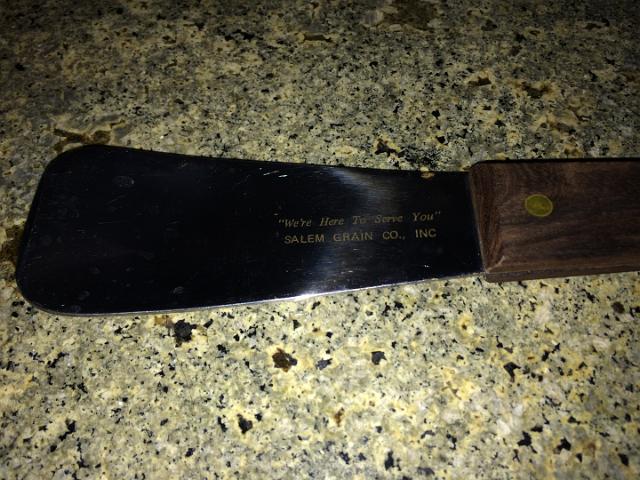 "We're Here To Serve You"
SALEM GRAIN CO., INC